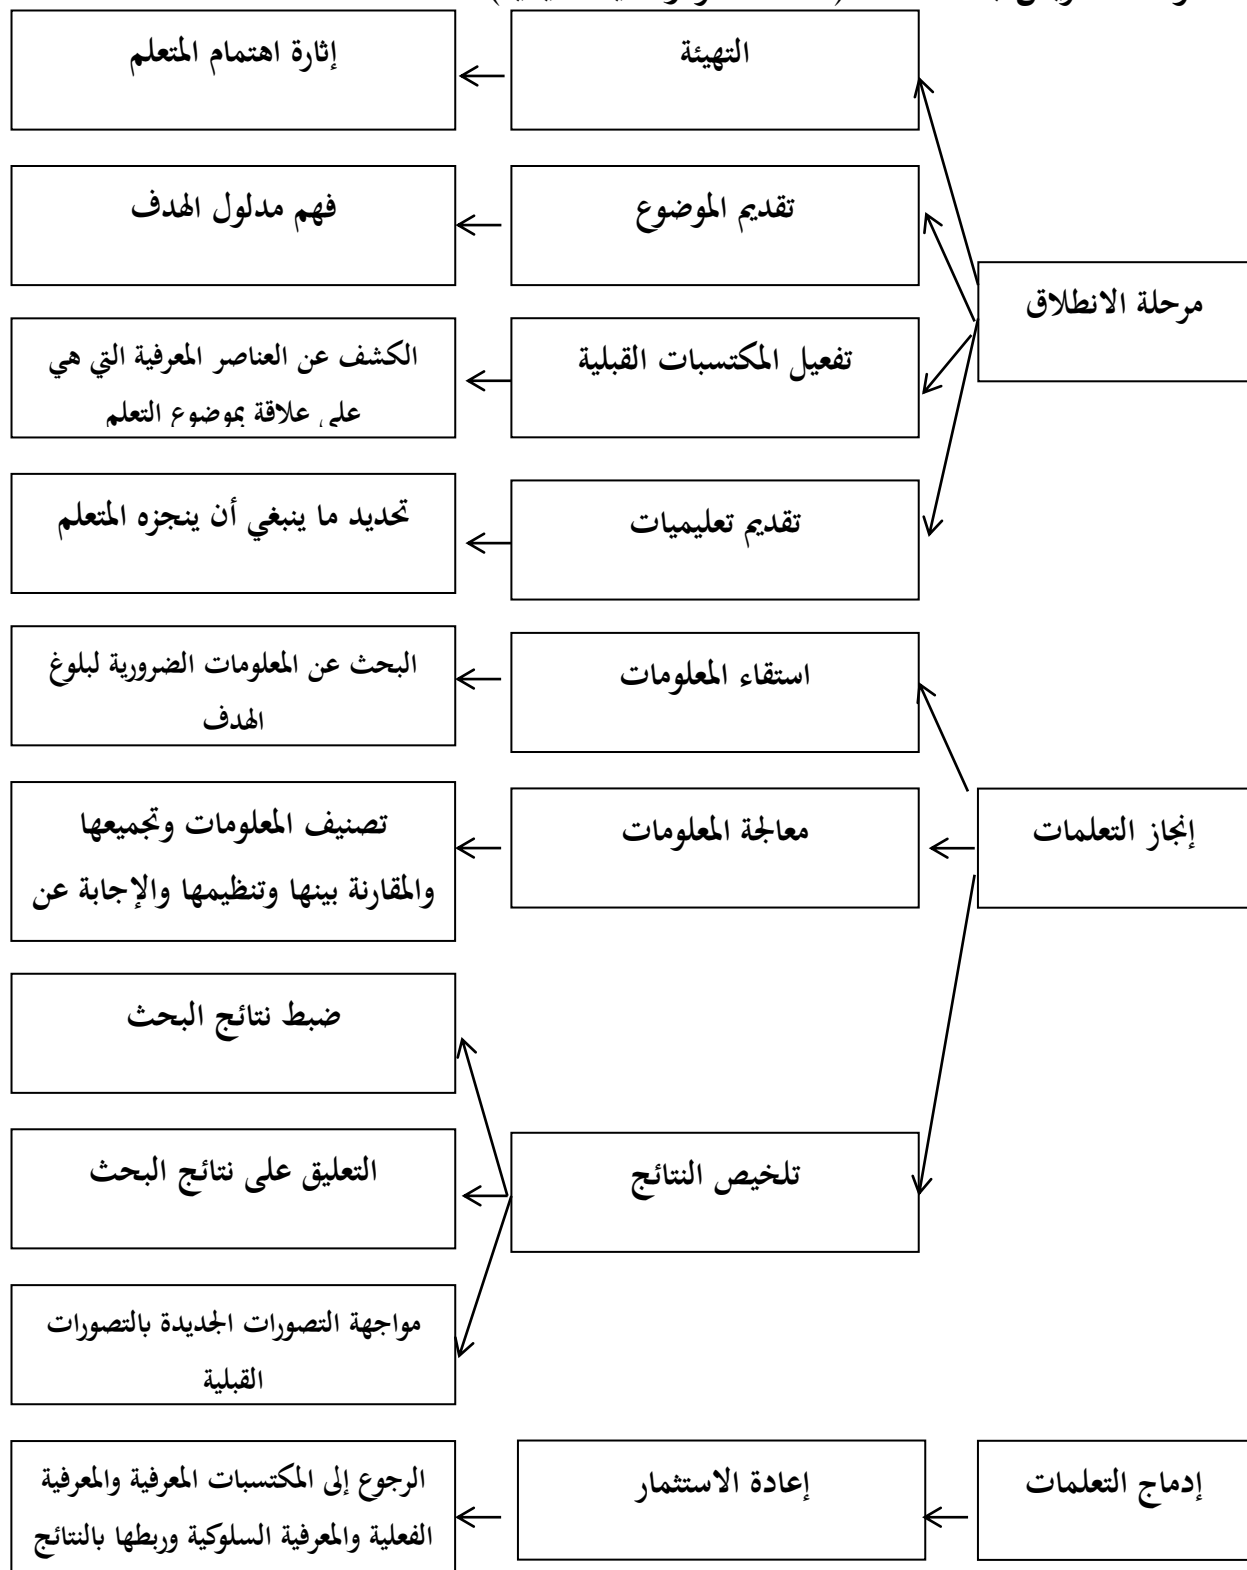 التهيئة
إثارة اهتمام المتعلم
تقديم الموضوع
فهم مدلول الهدف
مرحلة الانطلاق
تفعيل المكتسبات القبلية
الكشف عن العناصر المعرفية التي هي
على علاقة بموضوع التعلم
تقديم تعليميات
تحديد ما ينبغي أن ينجزه المتعلم
استقاء المعلومات
البحث عن المعلومات الضرورية لبلوغ
الهدف
إنجاز التعلمات
معالجة المعلومات
تصنيف المعلومات وتجميعها
والمقارنة بينها وتنظيمها والإجابة عن
تلخيص النتائج
ضبط نتائج البحث
التعليق على نتائج البحث
مواجهة التصورات الجديدة بالتصورات
القبلية
إدماج التعلمات
إعادة الاستثمار
الرجوع إلى المكتسبات المعرفية والمعرفية
الفعلية والمعرفية السلوكية وربطها بالنتائج